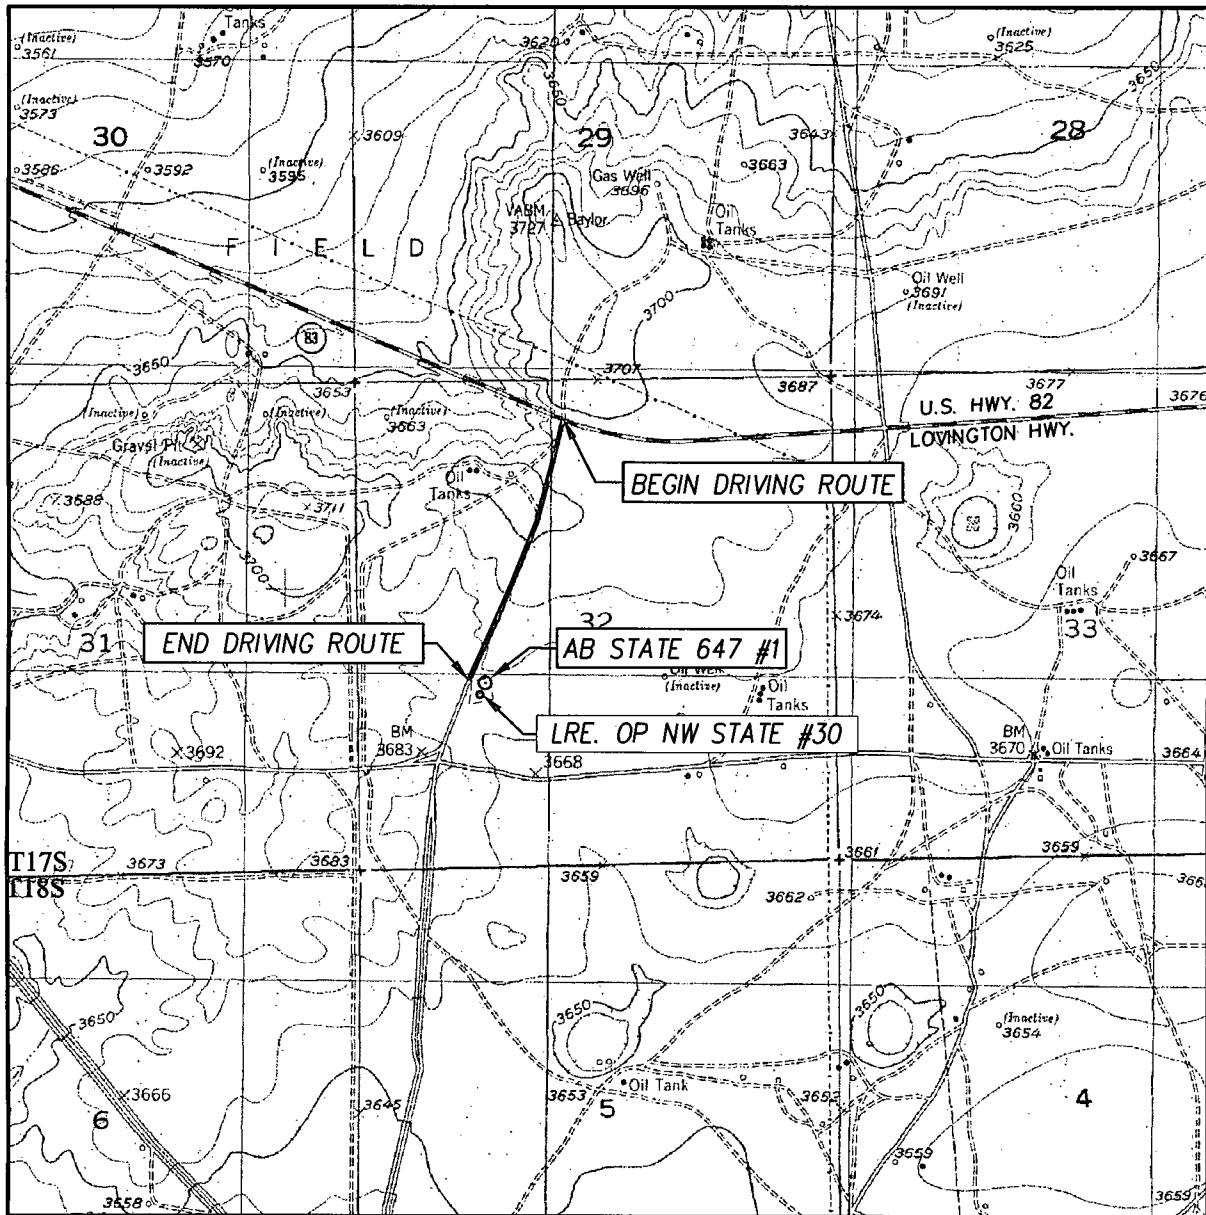 Tanks
(Inactive)
3561
3570
3620
(Inactive)
3625
3650
3650
(Inactive)
3573
30
3609
29
3643
28
3586
3592
(Inactive)
3595
Gas Well
3696
3663
VABM
3727
Baylor
Oil
Tanks
FIELD
Oil Well
3691
(Inactive)
3700
83
3650
3653
3707
3687
3677
3676
U.S. HWY. 82
LOVINGTON HWY.
(Inactive)
(Inactive)
(Inactive)
3663
Gravel Pit
(Inactive)
Oil
Tanks
BEGIN DRIVING ROUTE
3688
3711
3600
3700
3667
Oil
Tanks
31
32
3674
33
END DRIVING ROUTE
AB STATE 647 #1
Oil Well
(Inactive)
Oil
Tanks
LRE. OP NW STATE #30
3692
BM
3683
3668
BM
3670
Oil Tanks
3664
T17S
T18S
3673
3683
3659
3661
3659
3662
3650
3650
3650
(Inactive)
3654
3666
6
3645
3653
Oil Tank
5
3652
4
3658
3659
3659